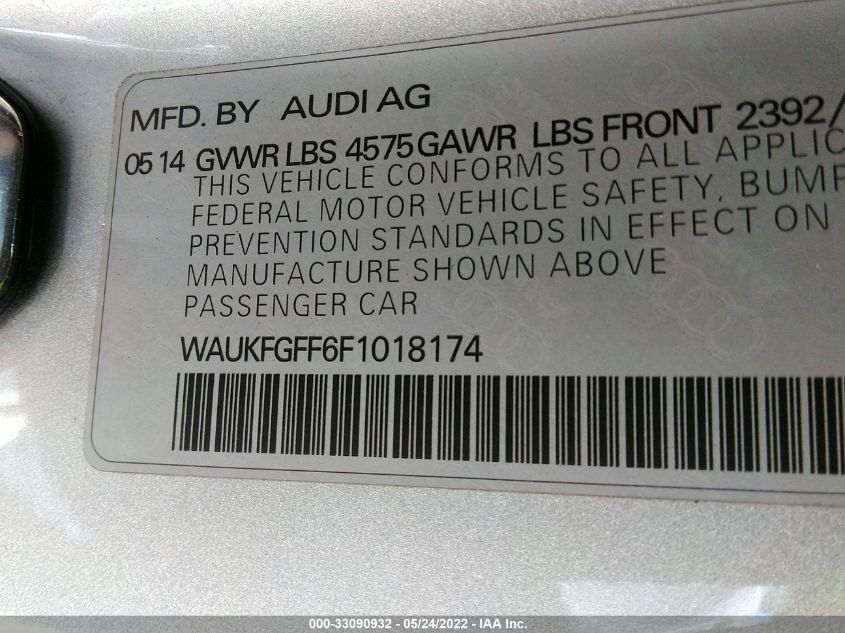 MFD. BY AUDI AG
05 14 GVWR LBS 4575 GAWR LBS FRONT 2392/
THIS VEHICLE CONFORMS TO ALL APPLIC
FEDERAL MOTOR VEHICLE SAFETY, BUMP
PREVENTION STANDARDS IN EFFECT ON
MANUFACTURE SHOWN ABOVE
PASSENGER CAR
WAUKFGFF6F1018174
000-33090932 - 05/24/2022 - IAA Inc.